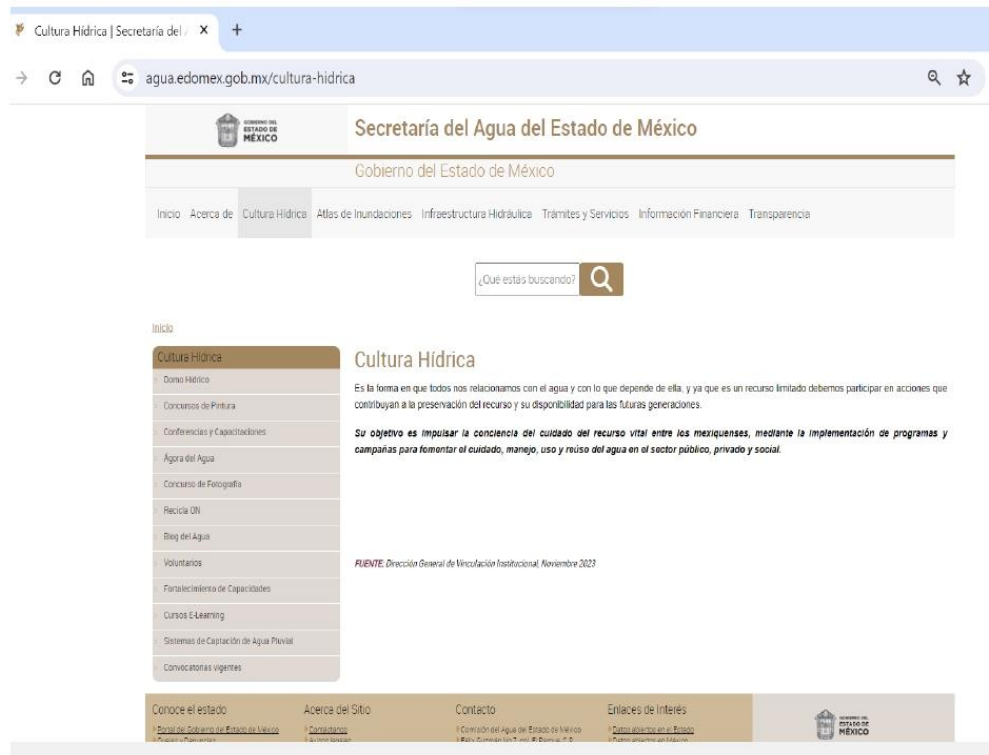 Cultura Hídrica | Secretaría del A
agua.edomex.gob.mx/cultura-hidrica
GOBIERNO DEL
ESTADO DE
MÉXICO
Secretaría del Agua del Estado de México
Gobierno del Estado de México
Inicio Acerca de Cultura Hídrica Atlas de Inundaciones Infraestructura Hidráulica Trámites y Servicios Información Financiera Transparencia
¿Qué estás buscando?
Inicio
Cultura Hídrica
Domo Hídrico
Concursos de Pintura
Conferencias y Capacitaciones
Ágora del Agua
Concurso de Fotografía
Recicla ON
Blog del Agua
Voluntarios
Fortalecimiento de Capacidades
Cursos E-Learning
Sistemas de Captación de Agua Pluvial
Convocatorias vigentes
Cultura Hídrica
Es la forma en que todos nos relacionamos con el agua y con lo que depende de ella, y ya que es un recurso limitado debemos participar en acciones que
contribuyan a la preservación del recurso y su disponibilidad para las futuras generaciones.
Su objetivo es impulsar la conciencia del cuidado del recurso vital entre los mexiquenses, mediante la implementación de programas y
campañas para fomentar el cuidado, manejo, uso y reúso del agua en el sector público, privado y social.
FUENTE: Dirección General de Vinculación Institucional, Noviembre 2023
Conoce el estado
Portal del Gobierno del Estado de México
Acerca del Sitio
Contáctanos
Contacto
Comisión del Agua del Estado de México
Enlaces de Interés
Datos abiertos en el Estado
GOBIERNO DEL
ESTADO DE
MÉXICO